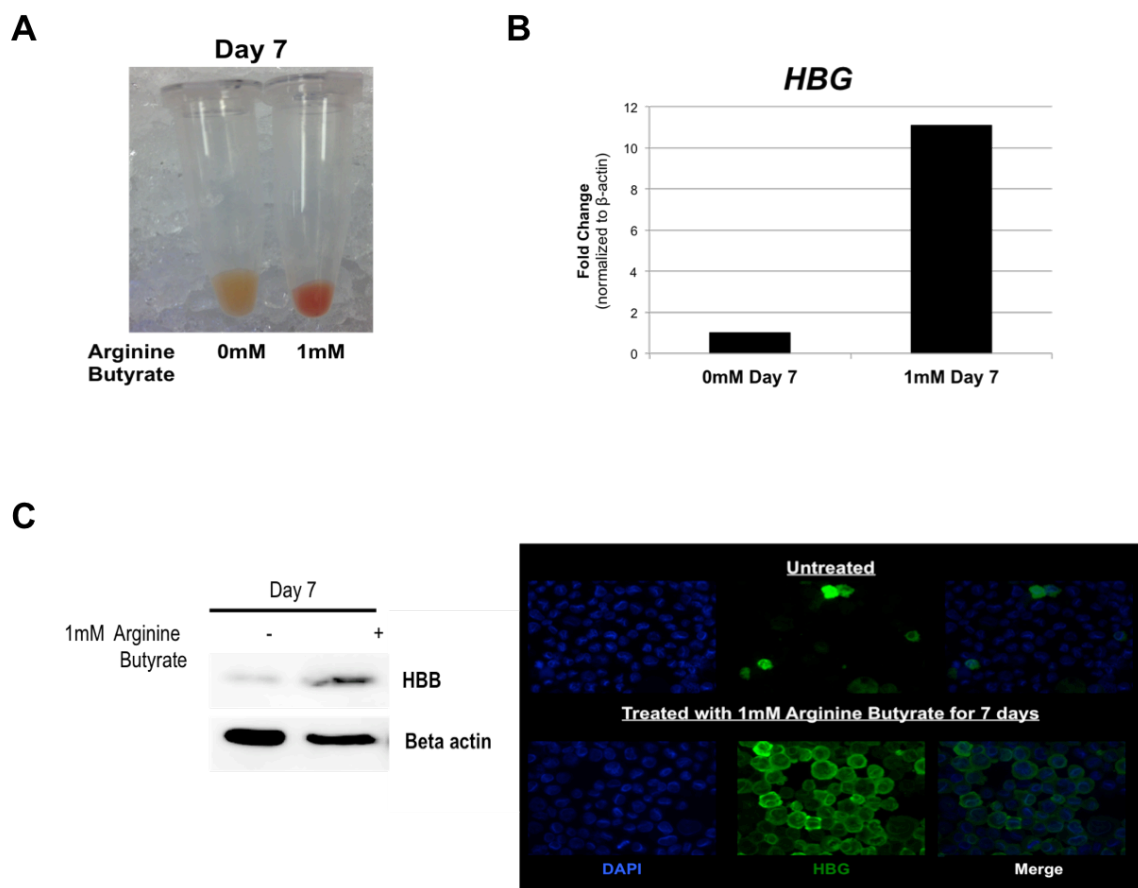 A
Day 7
Arginine Butyrate
0mM 1mM
B
HBG
Fold Change
(normalized to β-actin)
12
10
8
6
4
2
0
0mM Day 7 1mM Day 7
C
Day 7
1mM Arginine
Butyrate
- +
HBB
Beta actin
Untreated
Treated with 1mM Arginine Butyrate for 7 days
DAPI HBG Merge